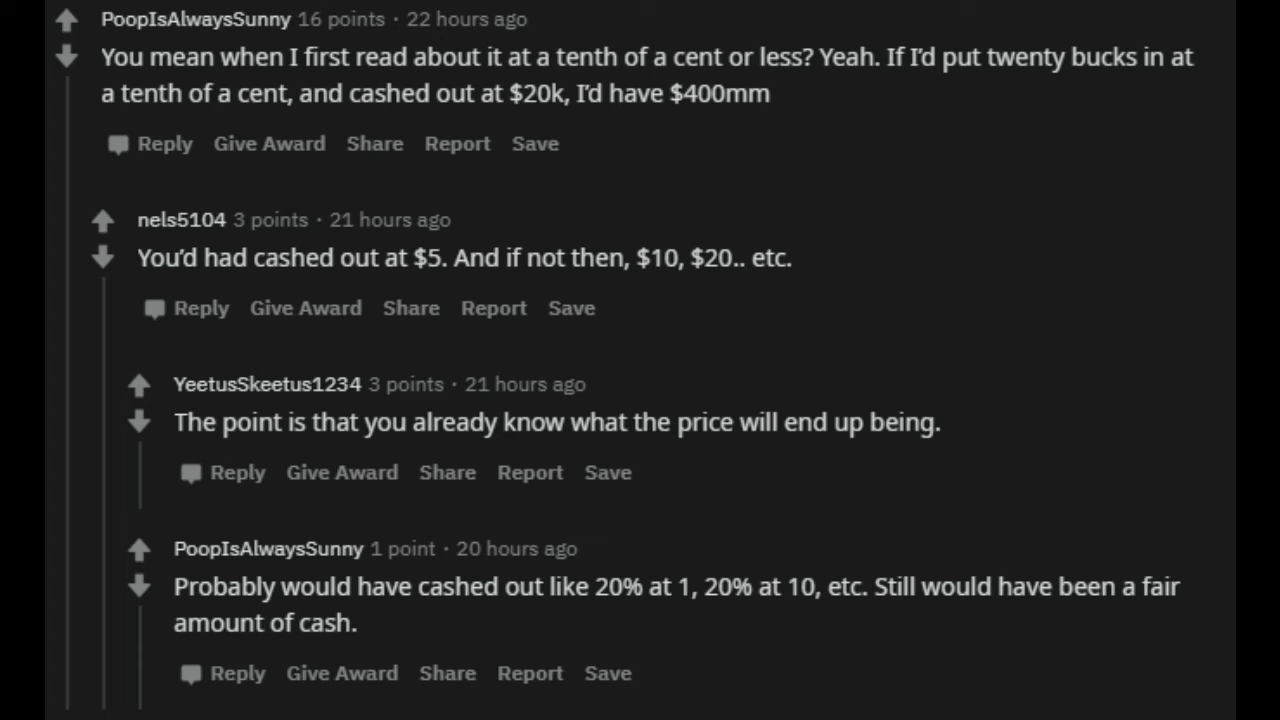 PoopIsAlwaysSunny 16 points · 22 hours ago
You mean when I first read about it at a tenth of a cent or less? Yeah. If I'd put twenty bucks in at
a tenth of a cent, and cashed out at $20k, I'd have $400mm
Reply Give Award Share Report Save
nels5104 3 points · 21 hours ago
You'd had cashed out at $5. And if not then, $10, $20.. etc.
Reply Give Award Share Report Save
YeetusSkeetus1234 3 points · 21 hours ago
The point is that you already know what the price will end up being.
Reply Give Award Share Report Save
PoopIsAlwaysSunny 1 point · 20 hours ago
Probably would have cashed out like 20% at 1, 20% at 10, etc. Still would have been a fair
amount of cash.
Reply Give Award Share Report Save